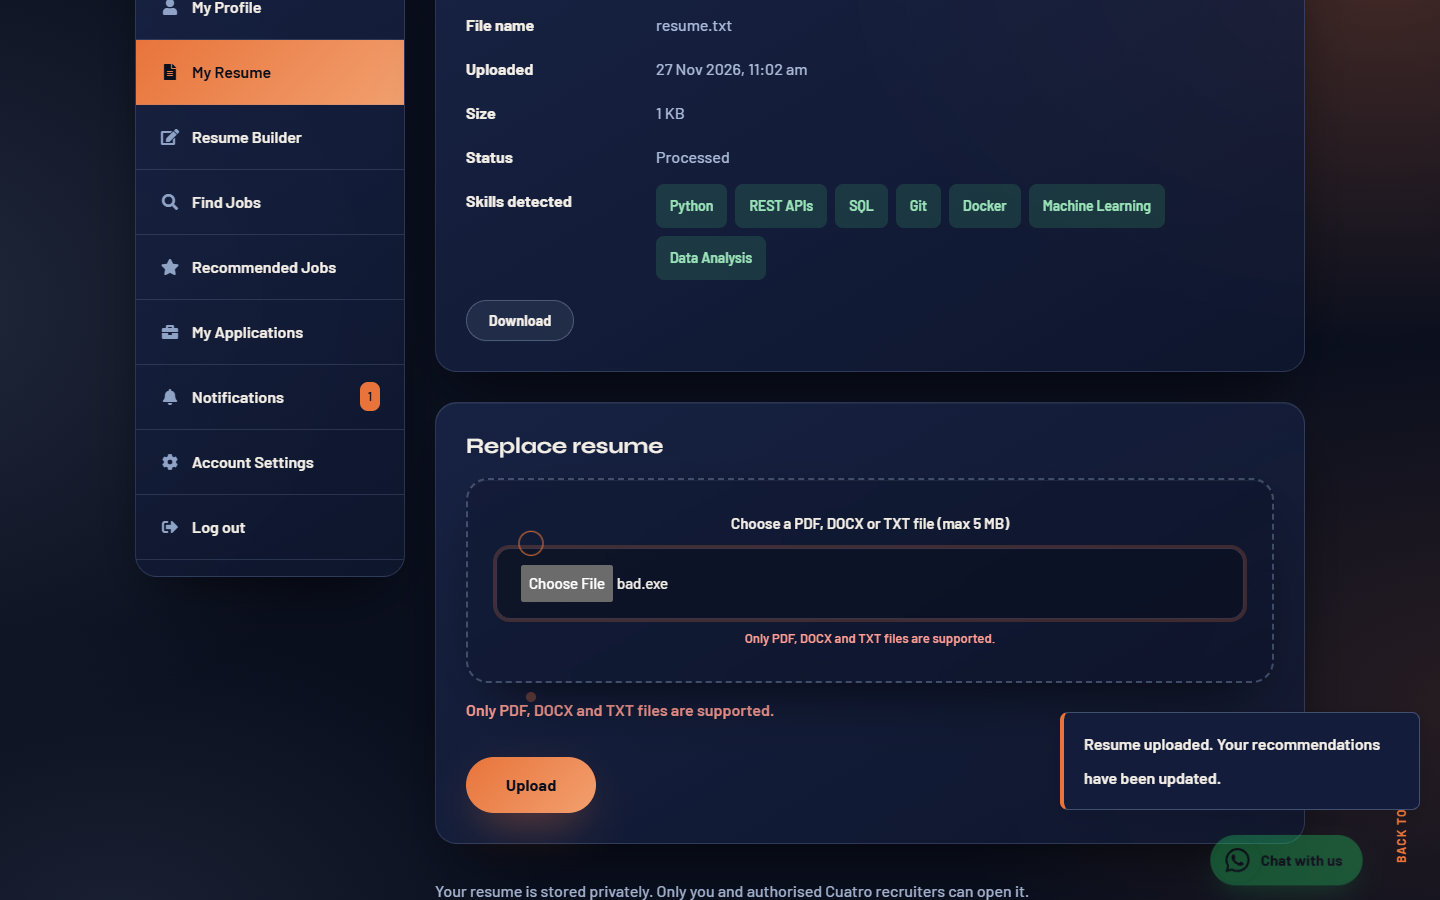 My Profile
My Resume
Resume Builder
Find Jobs
Recommended Jobs
My Applications
Notifications
1
Account Settings
Log out
File name
resume.txt
Uploaded
27 Nov 2026, 11:02 am
Size
1 KB
Status
Processed
Skills detected
Python
REST APIs
SQL
Git
Docker
Machine Learning
Data Analysis
Download
Replace resume
Choose a PDF, DOCX or TXT file (max 5 MB)
Choose File bad.exe
Only PDF, DOCX and TXT files are supported.
Only PDF, DOCX and TXT files are supported.
Upload
Resume uploaded. Your recommendations
have been updated.
BACK TO
Chat with us
Your resume is stored privately. Only you and authorised Cuatro recruiters can open it.